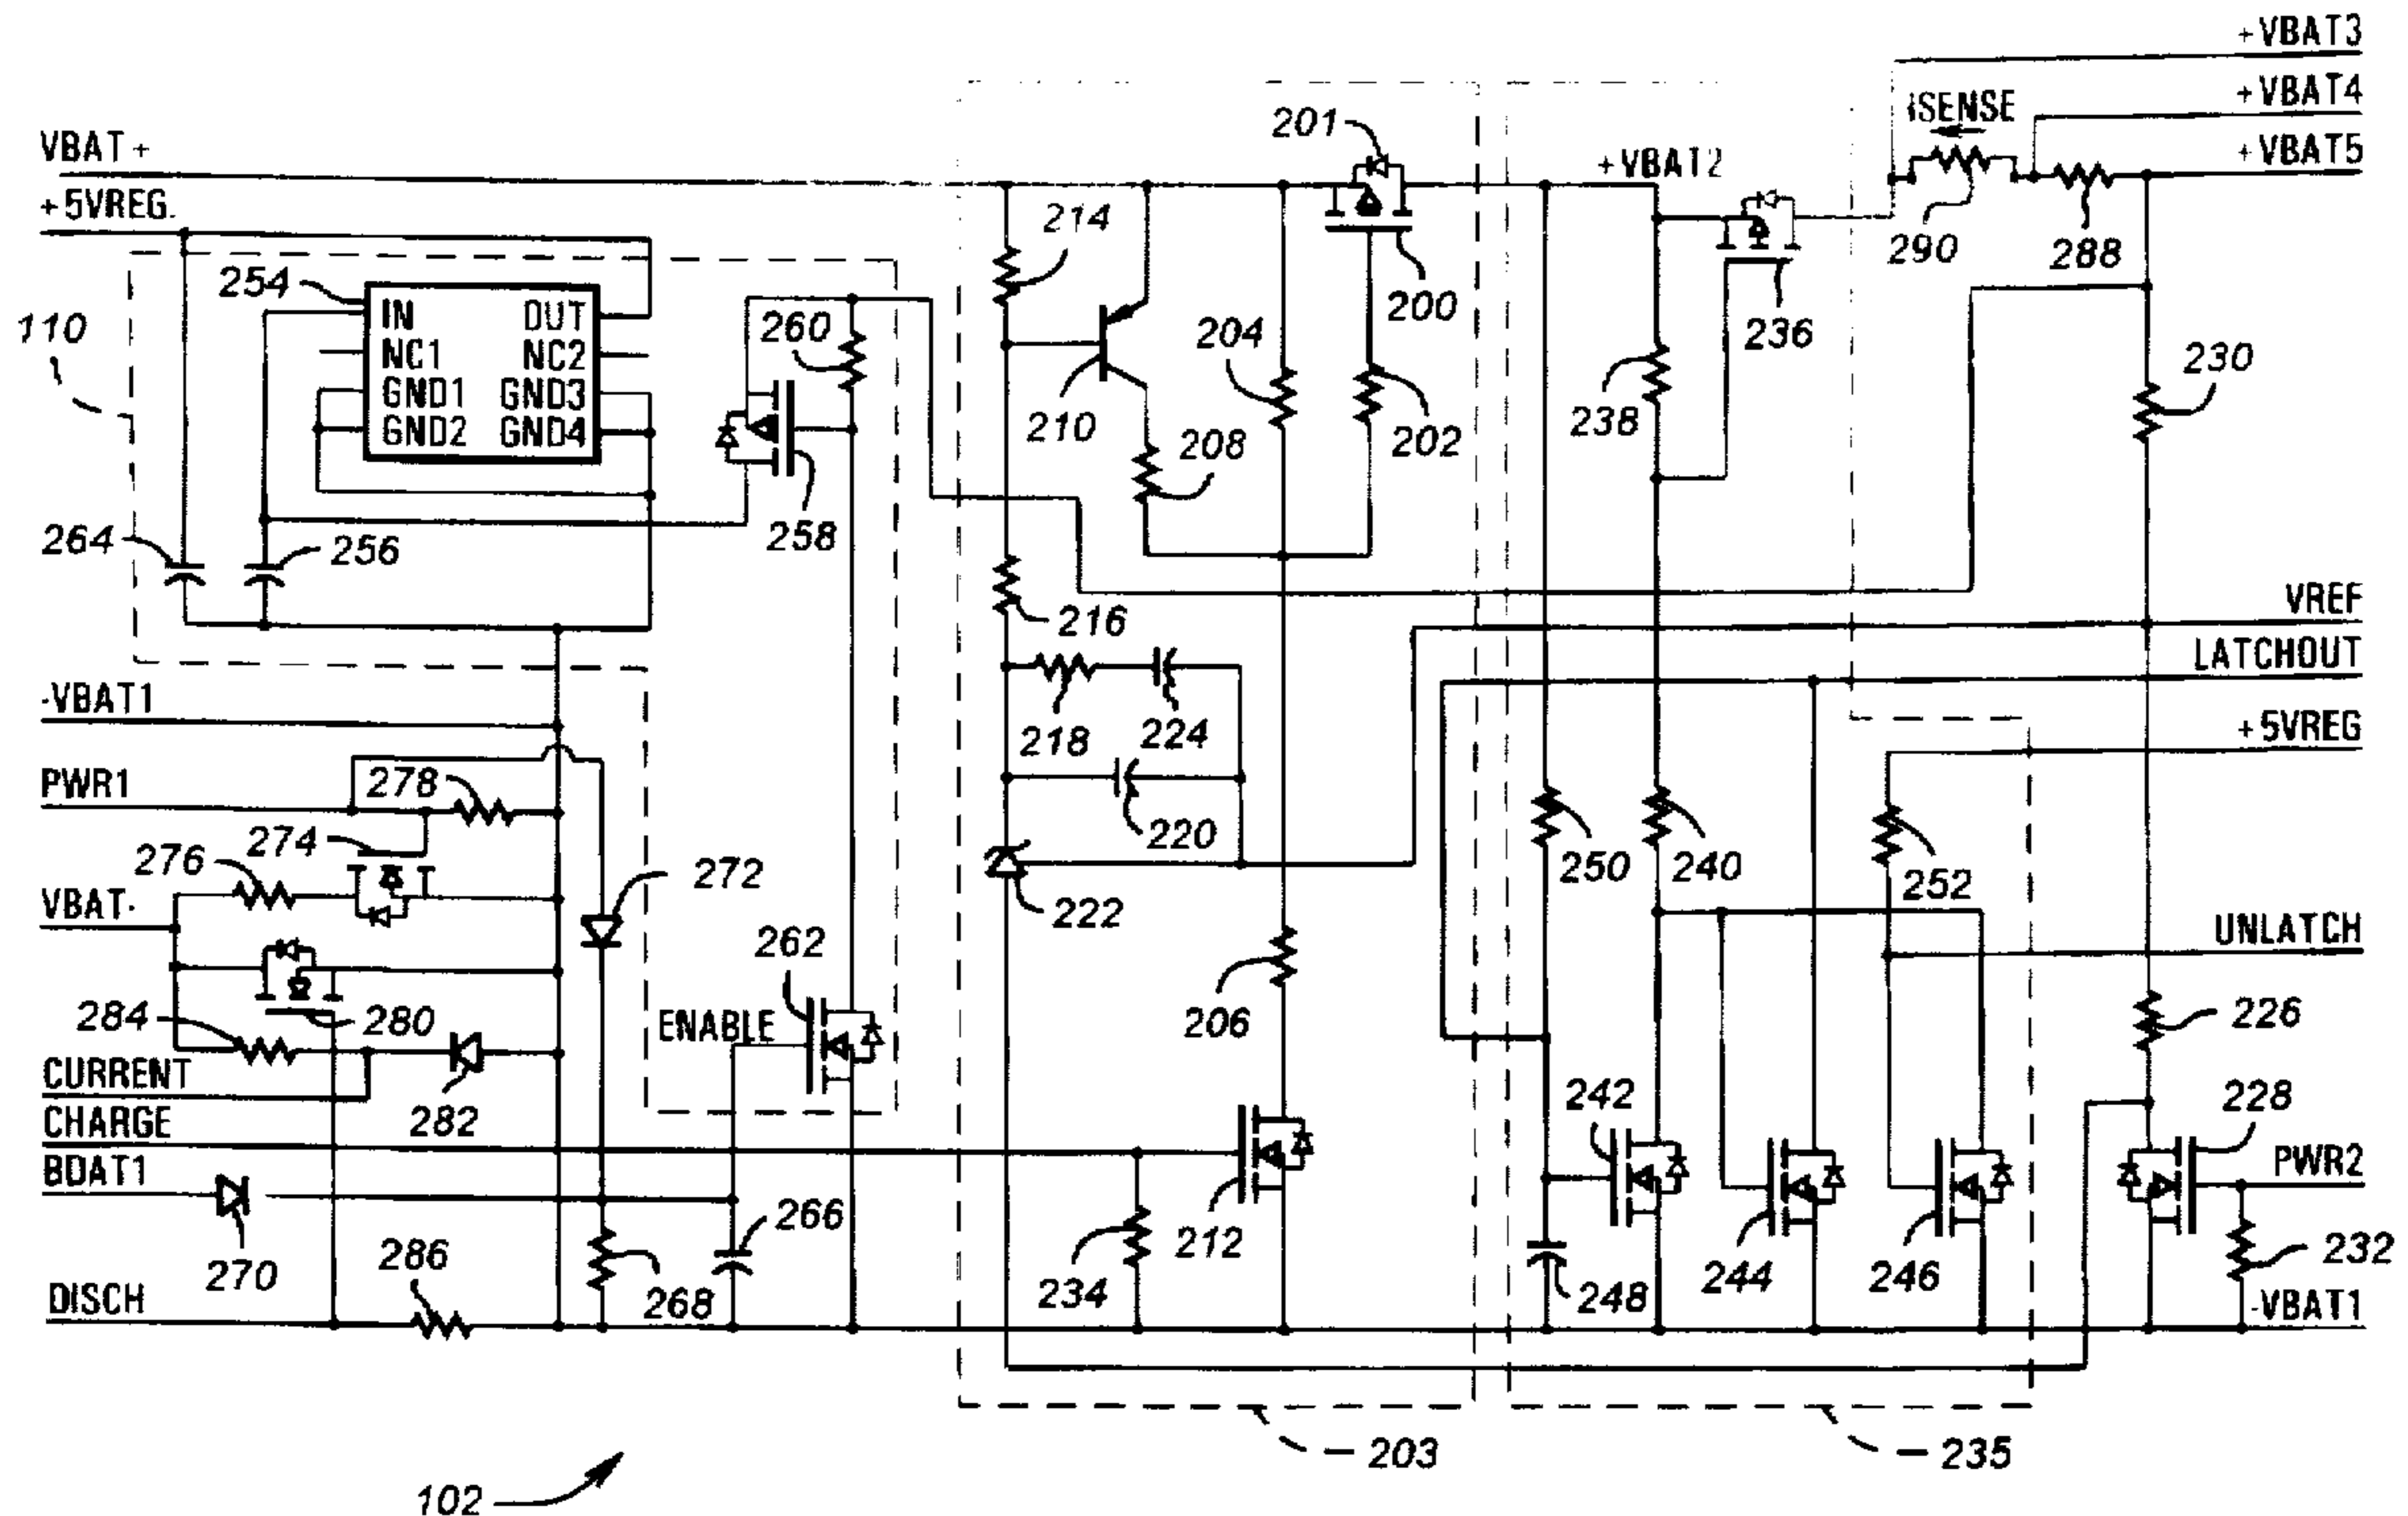 +VBAT3
+VBAT4
ISENSE
+VBAT5
201
+VBAT2
VBAT+
+5VREG.
214
290
288
254
IN
OUT
260
200
236
110
NC1
NC2
204
230
GND1
GND3
GND2
GND4
210
238
202
208
264
256
258
216
VREF
LATCHOUT
-VBAT1
218
224
+5VREG
PWR1
278
274
220
276
272
250
240
252
VBAT-
222
UNLATCH
262
284
280
ENABLE
206
226
CURRENT
282
242
228
CHARGE
BDAT1
PWR2
266
212
270
286
234
244
246
232
DISCH
268
248
-VBAT1
203
235
102